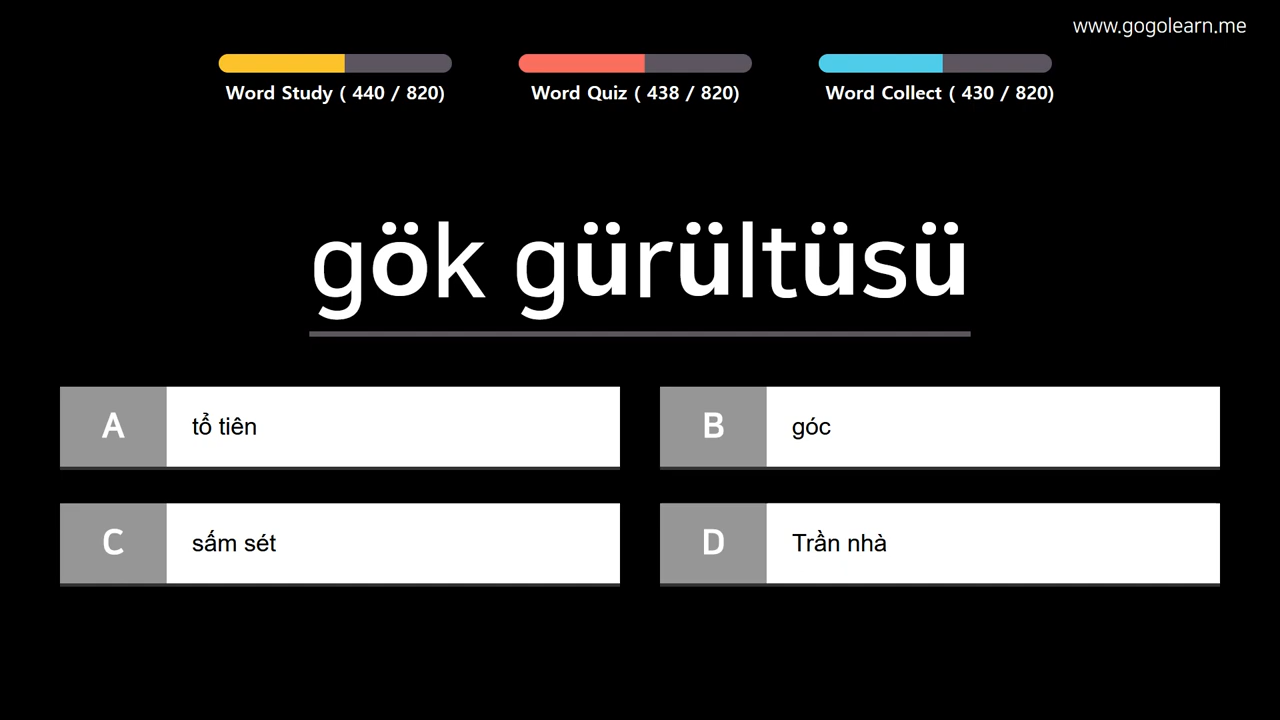 www.gogolearn.me
Word Study ( 440 / 820)
Word Quiz ( 438 / 820)
Word Collect ( 430 / 820)
gök gürültüsü
A tổ tiên
B góc
C sấm sét
D Trần nhà